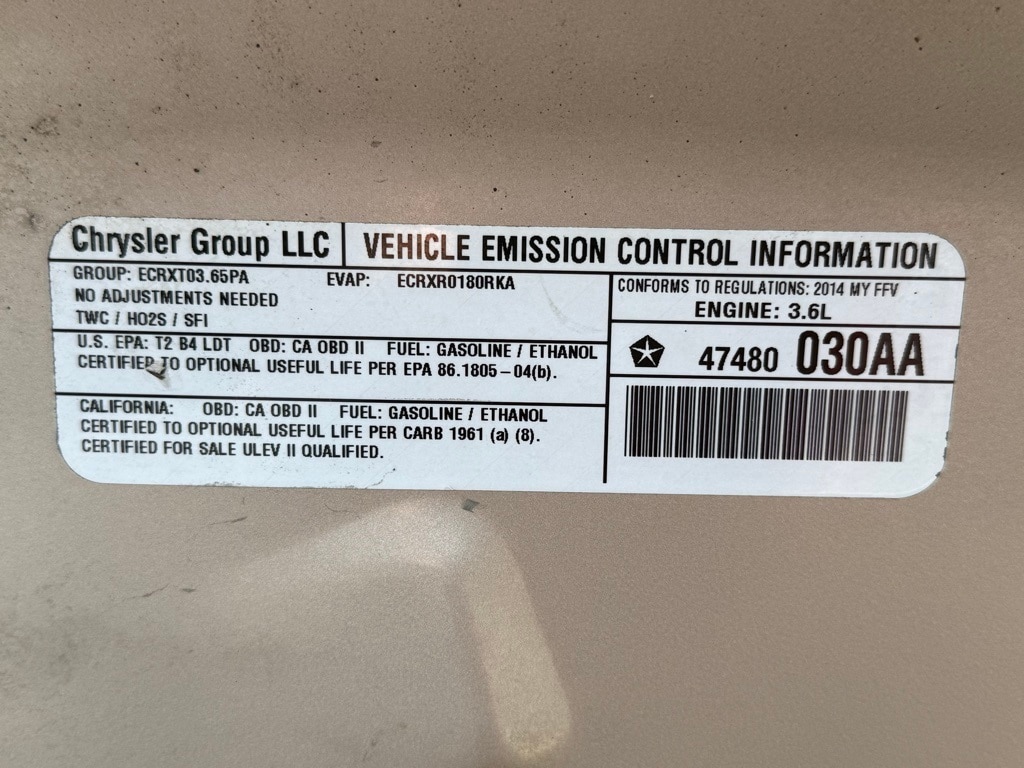 Chrysler Group LLC
VEHICLE EMISSION CONTROL INFORMATION
GROUP: ECRXT03.65PA EVAP: ECRXR0180RKA
NO ADJUSTMENTS NEEDED
TWC / HO2S / SFI
U.S. EPA: T2 B4 LDT OBD: CA OBD II FUEL: GASOLINE / ETHANOL
CERTIFIED TO OPTIONAL USEFUL LIFE PER EPA 86.1805-04(b).
CALIFORNIA: OBD: CA OBD II FUEL: GASOLINE / ETHANOL
CERTIFIED TO OPTIONAL USEFUL LIFE PER CARB 1961 (a) (8).
CERTIFIED FOR SALE ULEV II QUALIFIED.
CONFORMS TO REGULATIONS: 2014 MY FFV
ENGINE: 3.6L
47480 030AA